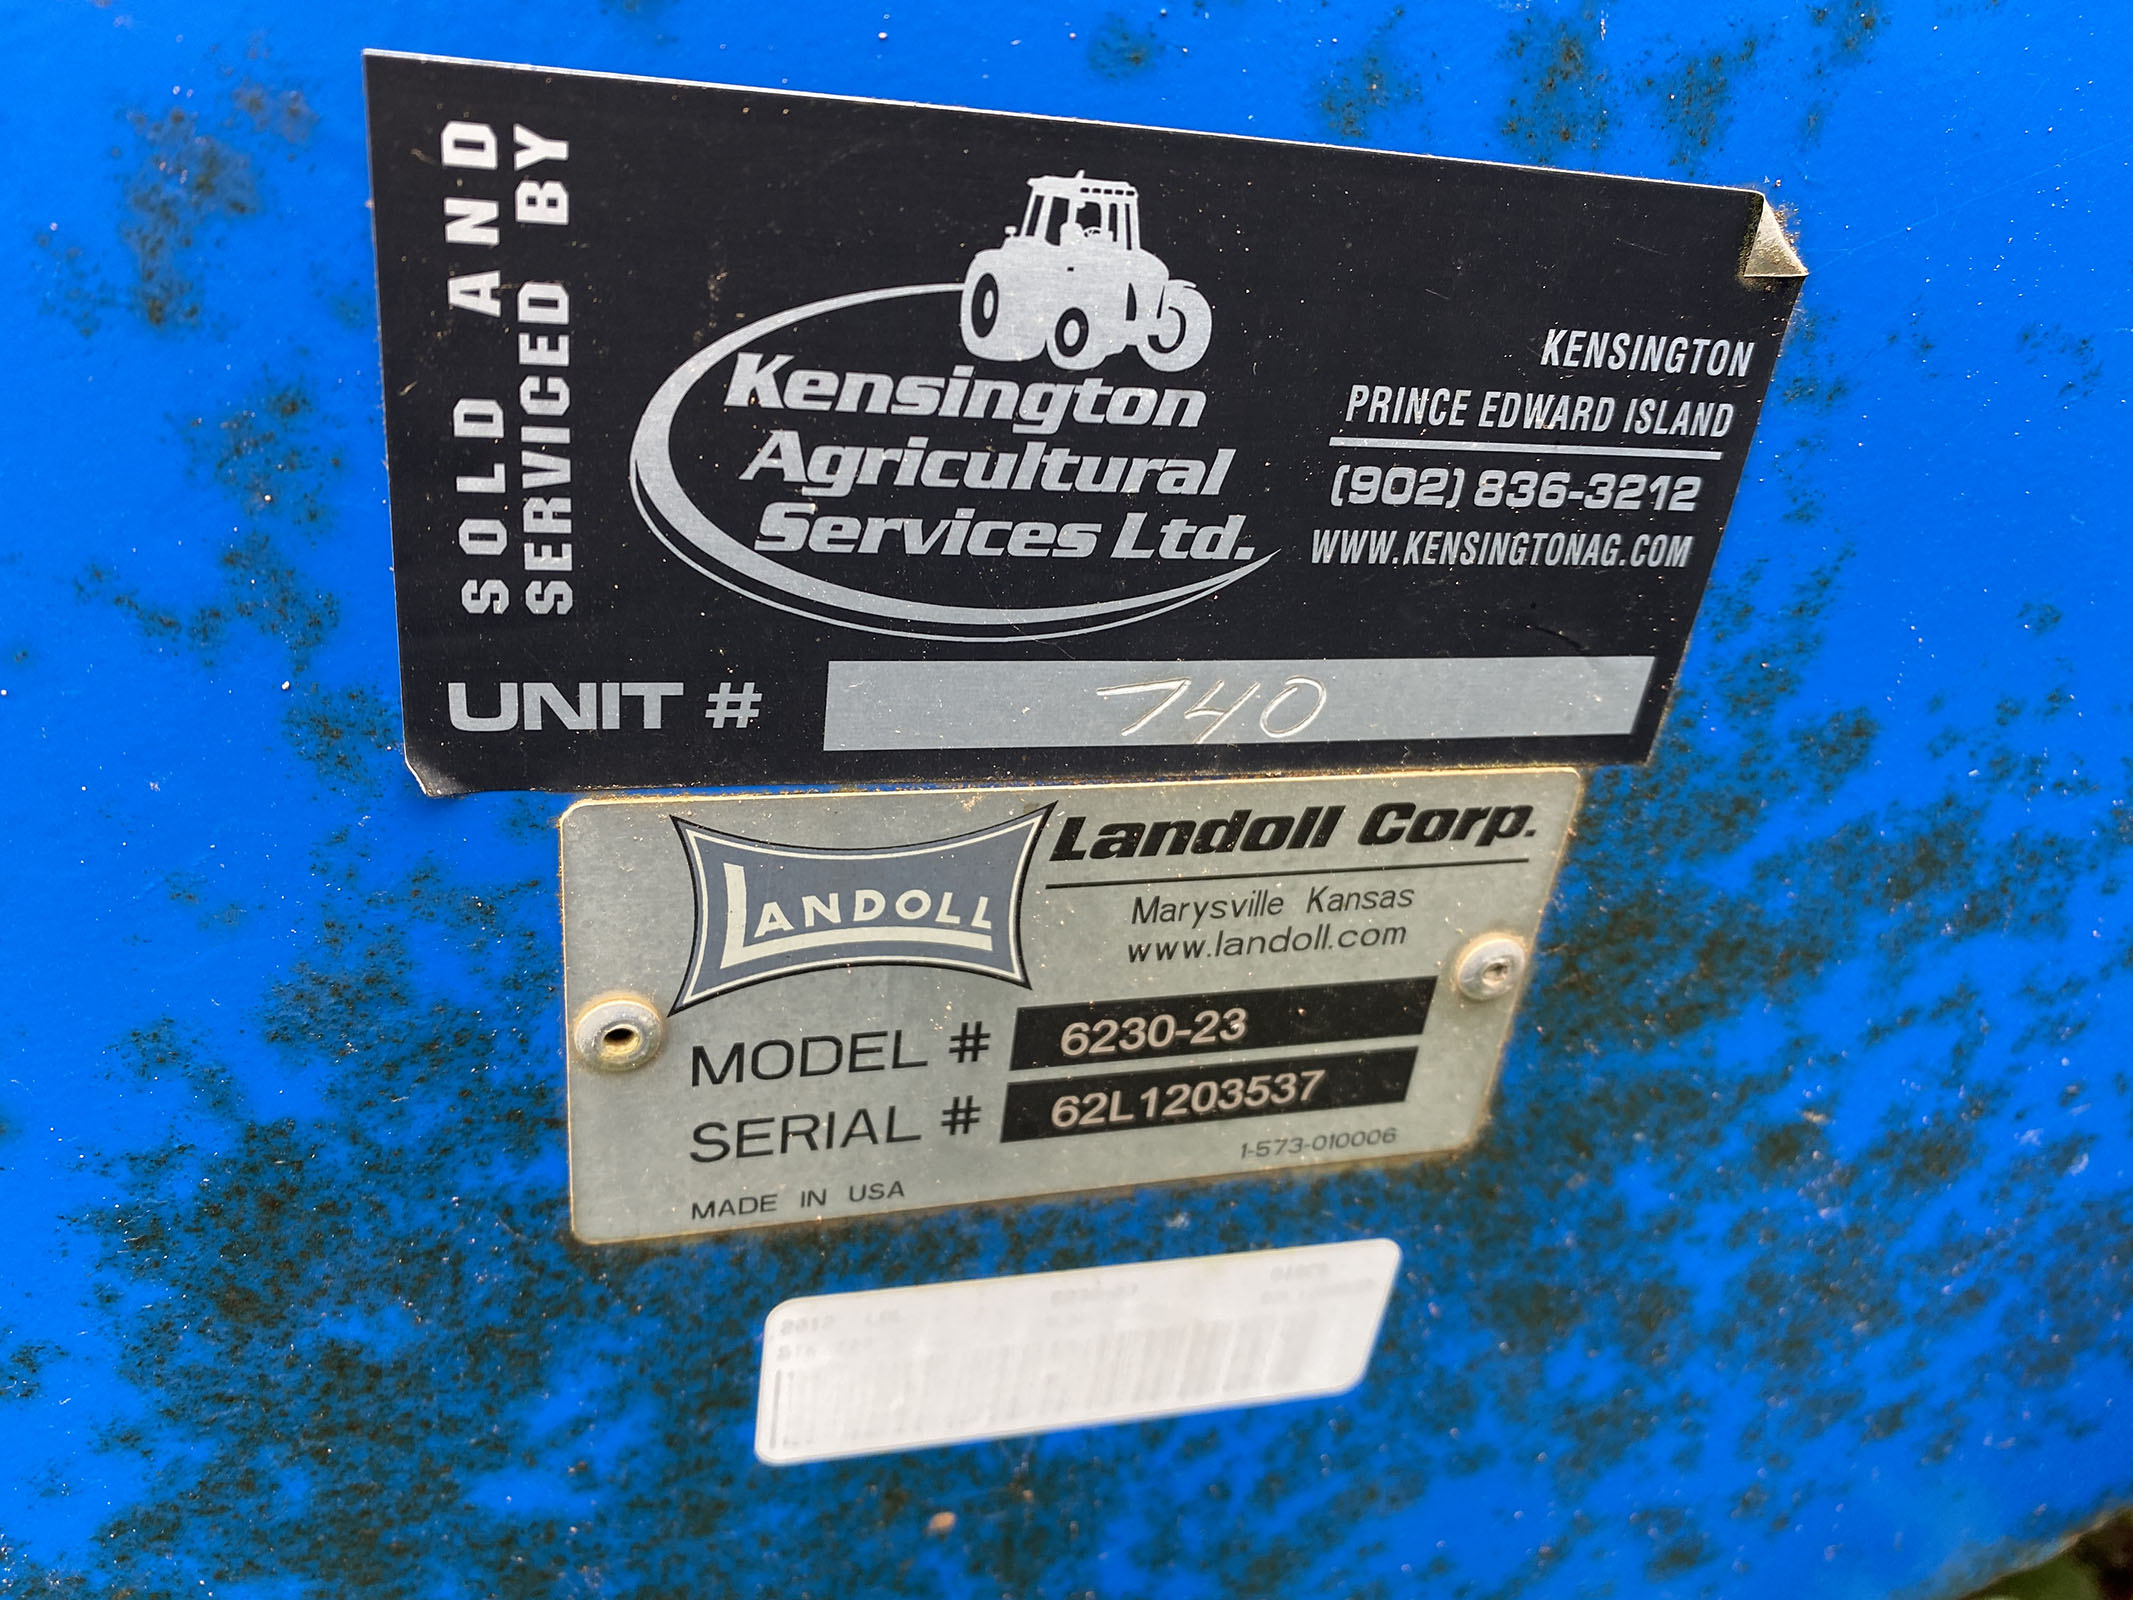 SOLD AND
SERVICED BY
Kensington
Agricultural
Services Ltd.
KENSINGTON
PRINCE EDWARD ISLAND
(902) 836-3212
WWW.KENSINGTONAG.COM
UNIT # 740
LANDOLL
Landoll Corp.
Marysville Kansas
www.landoll.com
MODEL # 6230-23
SERIAL # 62L1203537
1-573-010006
MADE IN USA